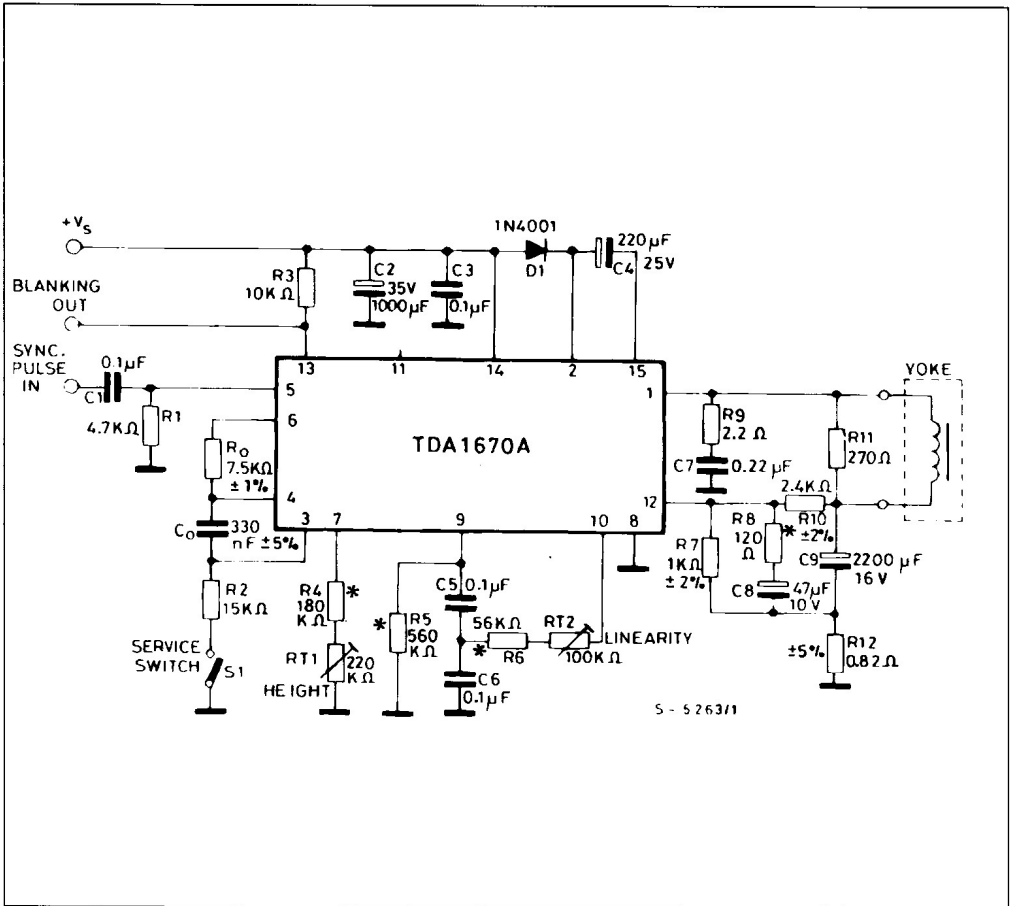 +Vs
1N4001
D1
220µF
C4 25V
R3
10KΩ
C2
35V
1000µF
C3
0.1µF
BLANKING
OUT
SYNC.
PULSE
IN
0.1µF
C1
R1
4.7KΩ
13
11
14
2
15
5
6
4
3
7
9
10
8
1
12
TDA1670A
Ro
7.5KΩ
±1%
Co
330
nF ±5%
R2
15KΩ
SERVICE
SWITCH
S1
R4
180
KΩ
*
RT1
220
KΩ
HEIGHT
*
R5
560
KΩ
C5
0.1µF
56KΩ
*
R6
RT2
100KΩ
LINEARITY
C6
0.1µF
R9
2.2 Ω
C7
0.22 µF
R11
270Ω
YOKE
2.4KΩ
R10
±2%
R7
1KΩ
±2%
R8
120
Ω
*
C8
47µF
10V
C9
2200 µF
16V
±5%
R12
0.82Ω
S - 5263/1